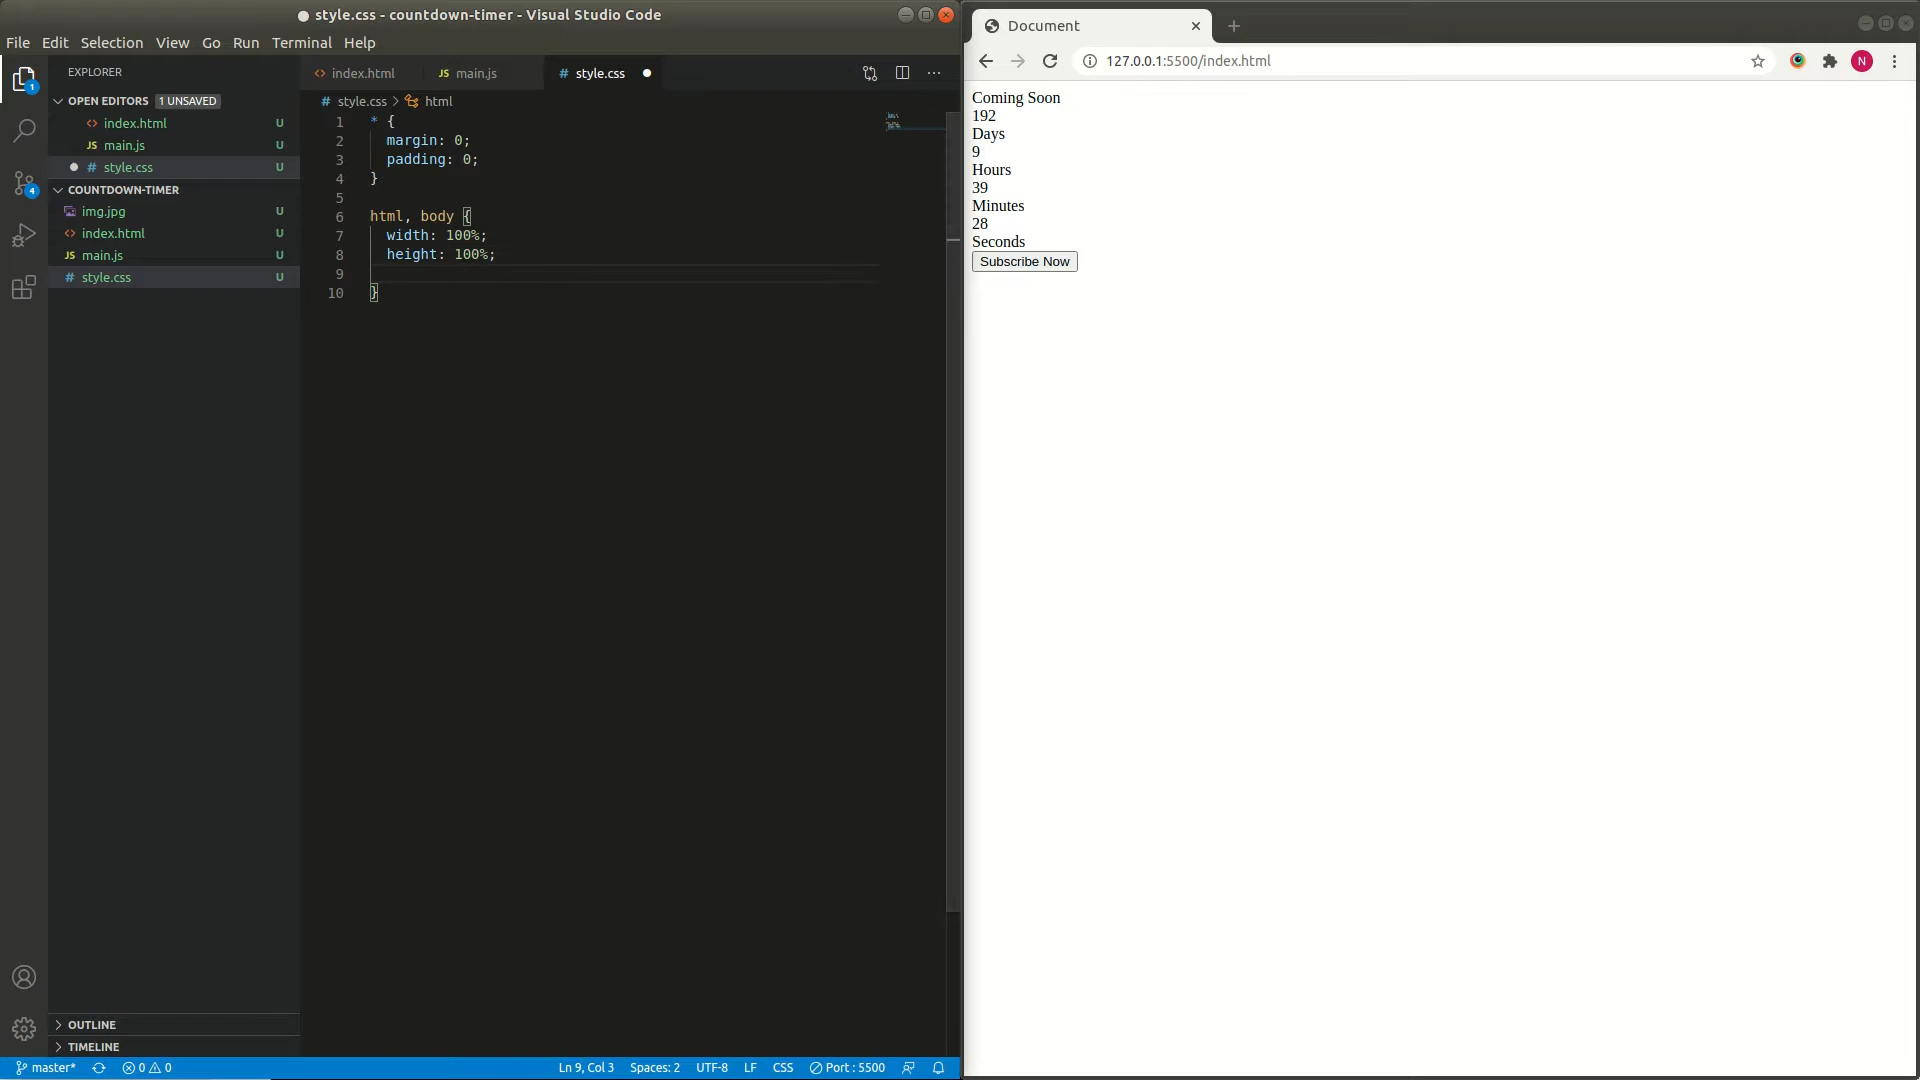 style.css - countdown-timer - Visual Studio Code
File Edit Selection View Go Run Terminal Help
EXPLORER
OPEN EDITORS 1 UNSAVED
index.html U
JS main.js U
# style.css U
COUNTDOWN-TIMER
img.jpg U
index.html U
JS main.js U
# style.css U
OUTLINE
TIMELINE
1
4
<> index.html JS main.js # style.css
# style.css > html
1 * {
2 margin: 0;
3 padding: 0;
4 }
5
6 html, body {
7 width: 100%;
8 height: 100%;
9
10 }
master* 0 0 Ln 9, Col 3 Spaces: 2 UTF-8 LF CSS Port : 5500
Document
127.0.0.1:5500/index.html N
Coming Soon
192
Days
9
Hours
39
Minutes
28
Seconds
Subscribe Now